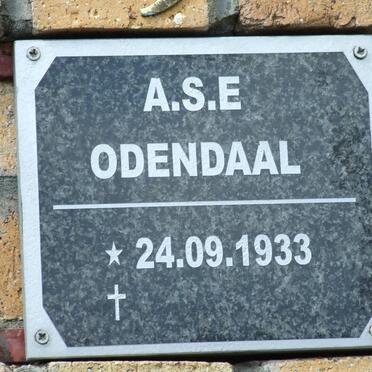 A.S.E
ODENDAAL
★ 24.09.1933
✝